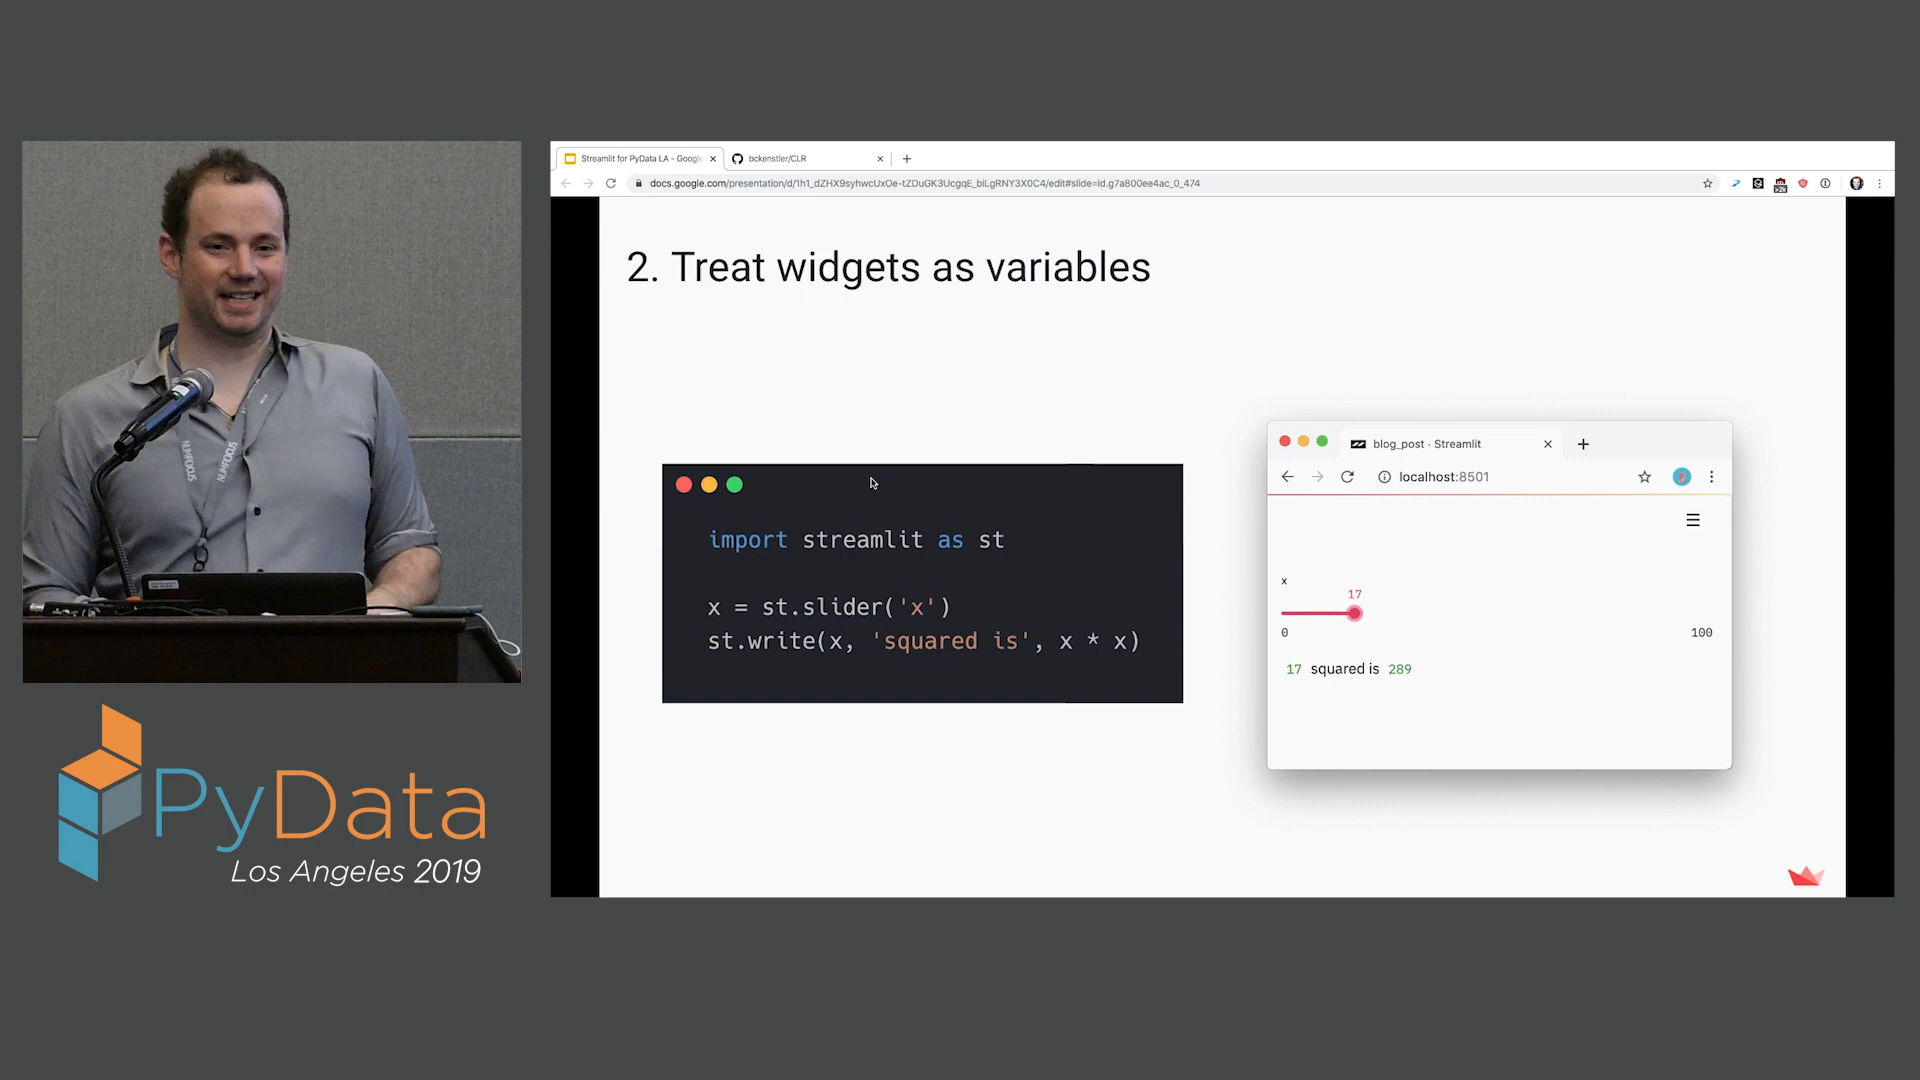 Streamlit for PyData LA - Google
bckenstler/CLR
docs.google.com/presentation/d/1h1_dZHX9syhwcUxOe-tZDuGK3UcgqE_biLgRNY3X0C4/edit#slide=id.g7a800ee4ac_0_474
2. Treat widgets as variables
import streamlit as st
x = st.slider('x')
st.write(x, 'squared is', x * x)
blog_post · Streamlit
localhost:8501
x
17
0
100
17 squared is 289
NUMFOCUS
NUMFOCUS
PyData
Los Angeles 2019